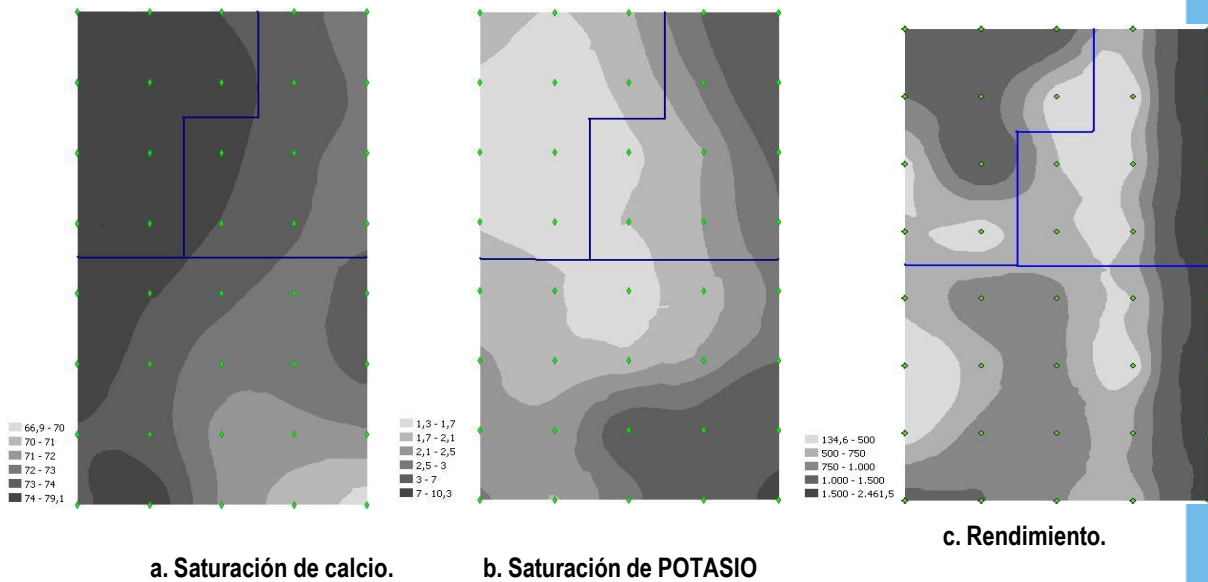 66,9 - 70
70 - 71
71 - 72
72 - 73
73 - 74
74 - 79,1
1,3 - 1,7
1,7 - 2,1
2,1 - 2,5
2,5 - 3
3 - 7
7 - 10,3
134,6 - 500
500 - 750
750 - 1.000
1.000 - 1.500
1.500 - 2.461,5
a. Saturación de calcio.
b. Saturación de POTASIO
c. Rendimiento.